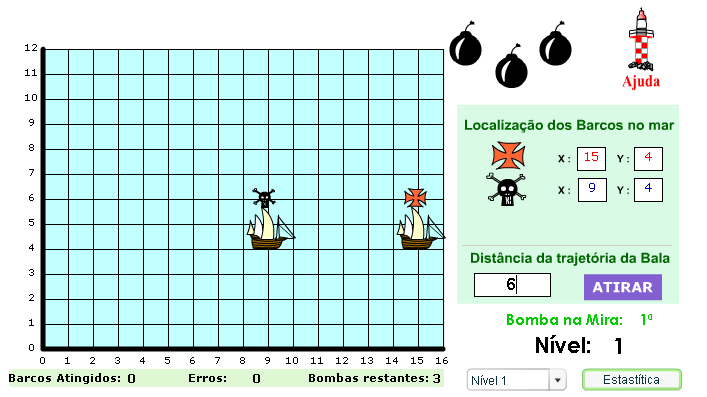 Ajuda
Localização dos Barcos no mar
X: 15 Y: 4
X: 9 Y: 4
Distância da trajetória da Bala
6 ATIRAR
Bomba na Mira: 1ª
Nível: 1
Nível 1 Estastítica
12
11
10
9
8
7
6
5
4
3
2
1
0
0 1 2 3 4 5 6 7 8 9 10 11 12 13 14 15 16
Barcos Atingidos: 0 Erros: 0 Bombas restantes: 3